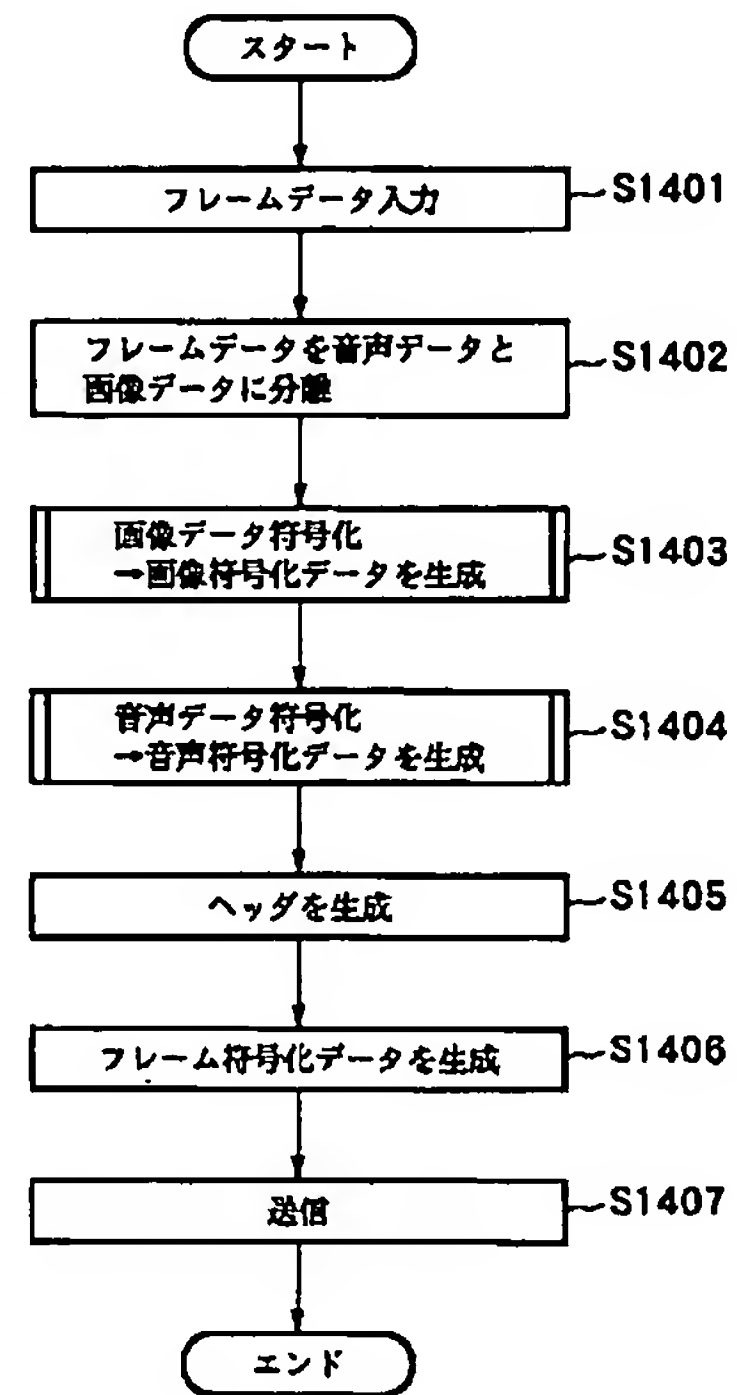 スタート
フレームデータ入力
S1401
フレームデータを音声データと
画像データに分離
S1402
画像データ符号化
→画像符号化データを生成
S1403
音声データ符号化
→音声符号化データを生成
S1404
ヘッダを生成
S1405
フレーム符号化データを生成
S1406
送信
S1407
エンド